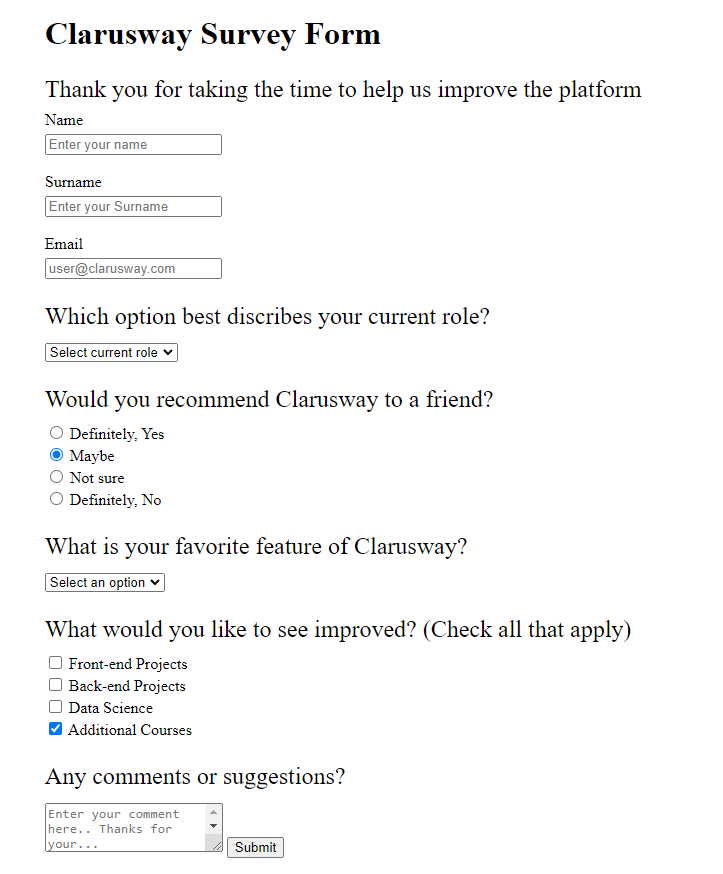 Clarusway Survey Form
Thank you for taking the time to help us improve the platform
Name
Enter your name
Surname
Enter your Surname
Email
user@clarusway.com
Which option best discribes your current role?
Select current role
Would you recommend Clarusway to a friend?
Definitely, Yes
Maybe
Not sure
Definitely, No
What is your favorite feature of Clarusway?
Select an option
What would you like to see improved? (Check all that apply)
Front-end Projects
Back-end Projects
Data Science
Additional Courses
Any comments or suggestions?
Enter your comment
here.. Thanks for
your...
Submit